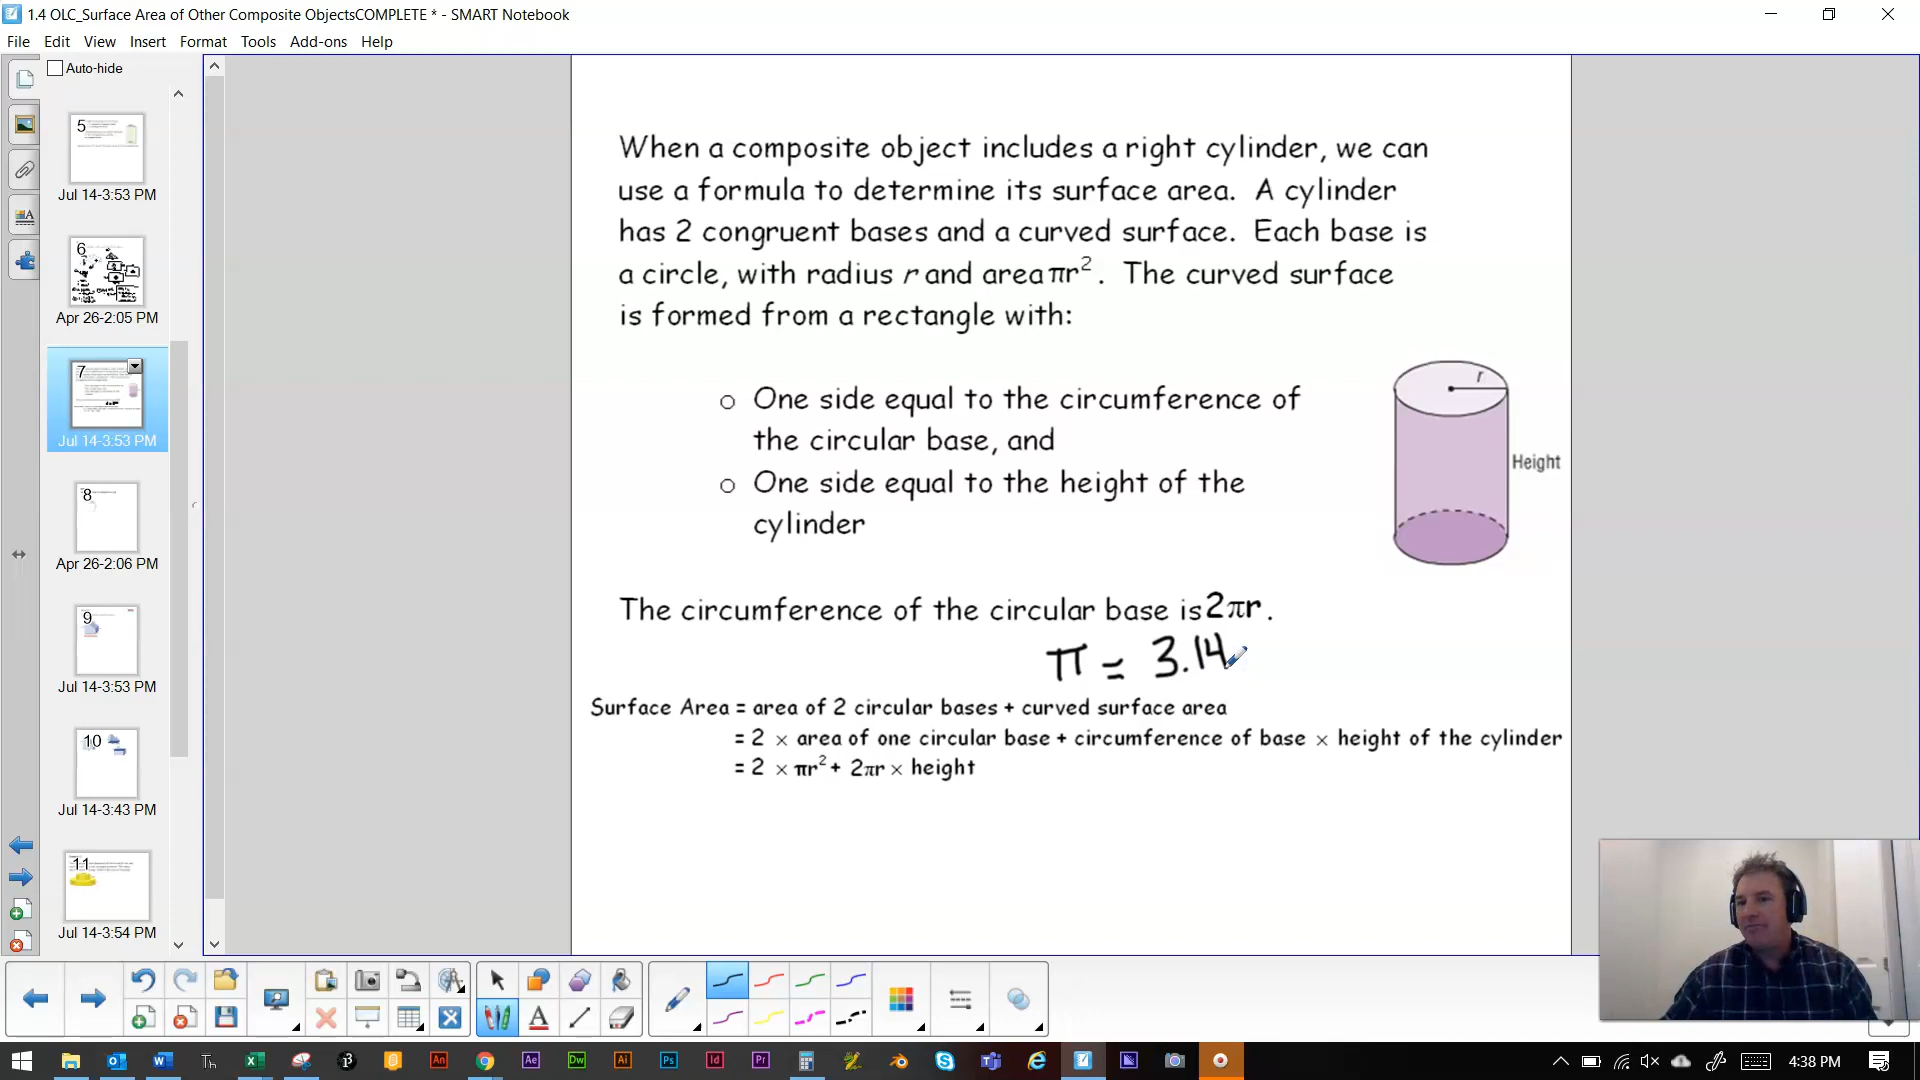 1.4 OLC_Surface Area of Other Composite ObjectsCOMPLETE * - SMART Notebook
File Edit View Insert Format Tools Add-ons Help
Auto-hide
5
Jul 14-3:53 PM
6
Apr 26-2:05 PM
7
Jul 14-3:53 PM
8
Apr 26-2:06 PM
9
Jul 14-3:53 PM
10
Jul 14-3:43 PM
11
Jul 14-3:54 PM
When a composite object includes a right cylinder, we can
use a formula to determine its surface area. A cylinder
has 2 congruent bases and a curved surface. Each base is
a circle, with radius r and area πr². The curved surface
is formed from a rectangle with:
o One side equal to the circumference of
the circular base, and
o One side equal to the height of the
cylinder
r
Height
The circumference of the circular base is 2πr.
π = 3.14
Surface Area = area of 2 circular bases + curved surface area
= 2 × area of one circular base + circumference of base × height of the cylinder
= 2 × πr² + 2πr × height
4:38 PM